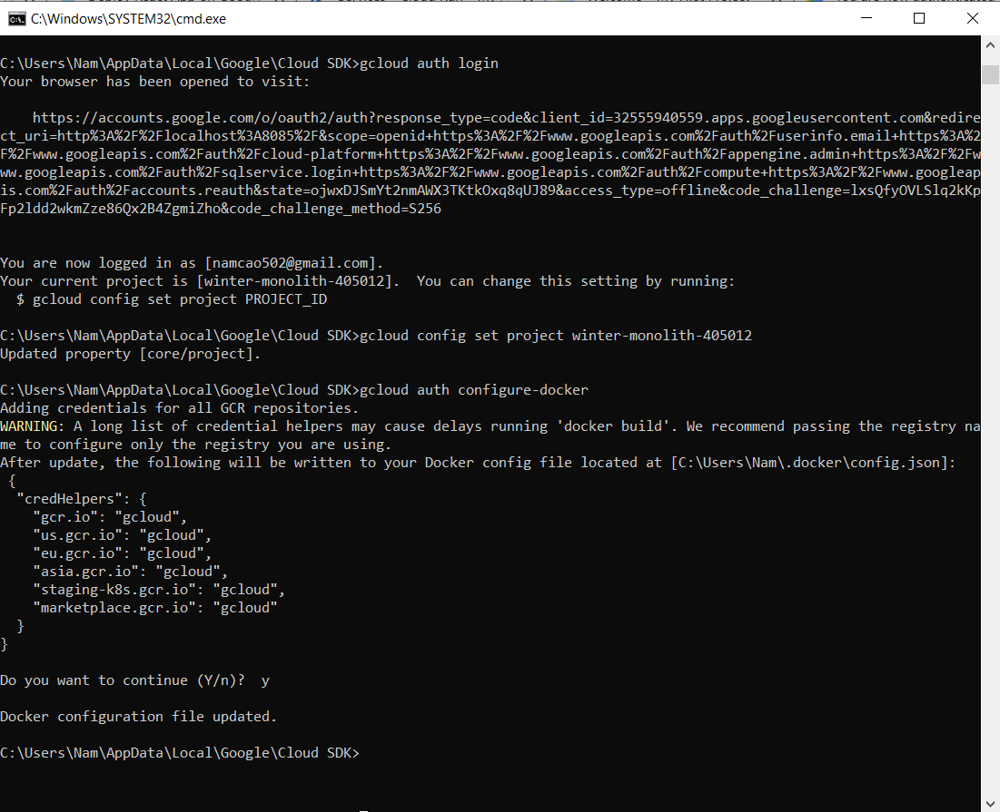 C:\Windows\SYSTEM32\cmd.exe
C:\Users\Nam\AppData\Local\Google\Cloud SDK>gcloud auth login
Your browser has been opened to visit:
    https://accounts.google.com/o/oauth2/auth?response_type=code&client_id=32555940559.apps.googleusercontent.com&redire
ct_uri=http%3A%2F%2Flocalhost%3A8085%2F&scope=openid+https%3A%2F%2Fwww.googleapis.com%2Fauth%2Fuserinfo.email+https%3A%2
F%2Fwww.googleapis.com%2Fauth%2Fcloud-platform+https%3A%2F%2Fwww.googleapis.com%2Fauth%2Fappengine.admin+https%3A%2F%2Fw
ww.googleapis.com%2Fauth%2Fsqlservice.login+https%3A%2F%2Fwww.googleapis.com%2Fauth%2Fcompute+https%3A%2F%2Fwww.googleap
is.com%2Fauth%2Faccounts.reauth&state=ojwxDJSmYt2nmAWX3TKtkOxq8qUJ89&access_type=offline&code_challenge=lxsQfyOVLSlq2kKp
Fp2ldd2wkmZze86Qx2B4ZgmiZho&code_challenge_method=S256
You are now logged in as [namcao502@gmail.com].
Your current project is [winter-monolith-405012].  You can change this setting by running:
  $ gcloud config set project PROJECT_ID
C:\Users\Nam\AppData\Local\Google\Cloud SDK>gcloud config set project winter-monolith-405012
Updated property [core/project].
C:\Users\Nam\AppData\Local\Google\Cloud SDK>gcloud auth configure-docker
Adding credentials for all GCR repositories.
WARNING: A long list of credential helpers may cause delays running 'docker build'. We recommend passing the registry na
me to configure only the registry you are using.
After update, the following will be written to your Docker config file located at [C:\Users\Nam\.docker\config.json]:
 {
  "credHelpers": {
    "gcr.io": "gcloud",
    "us.gcr.io": "gcloud",
    "eu.gcr.io": "gcloud",
    "asia.gcr.io": "gcloud",
    "staging-k8s.gcr.io": "gcloud",
    "marketplace.gcr.io": "gcloud"
  }
}
Do you want to continue (Y/n)?  y
Docker configuration file updated.
C:\Users\Nam\AppData\Local\Google\Cloud SDK>